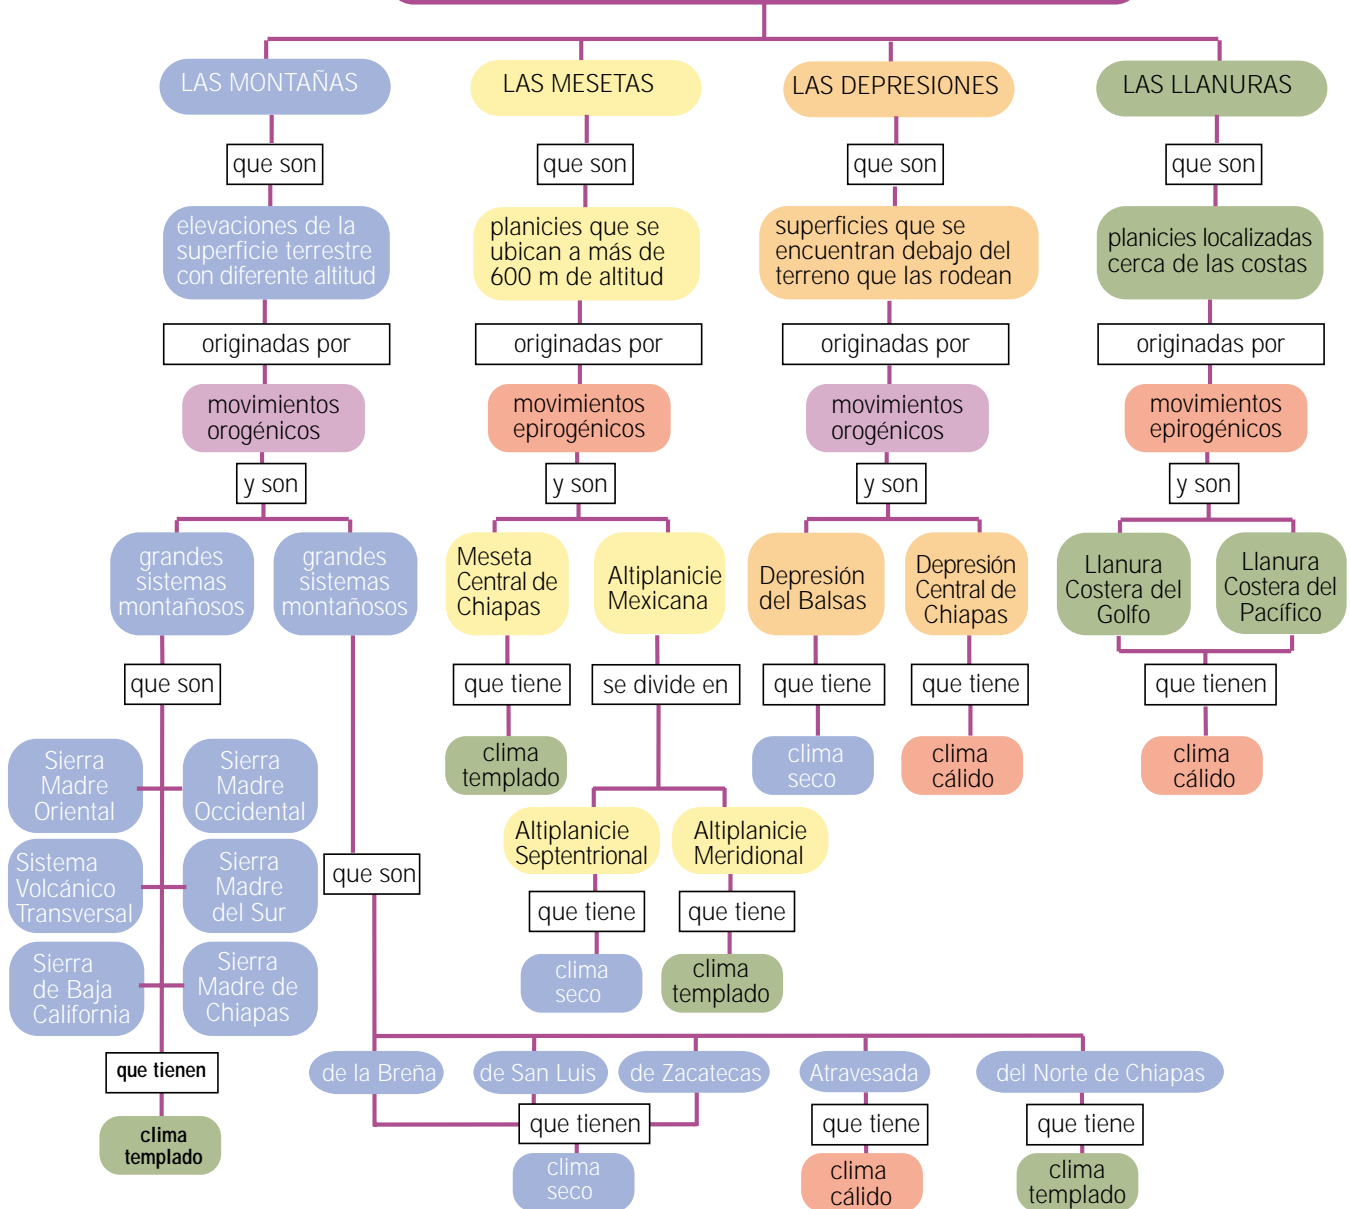 LAS MONTAÑAS
LAS MESETAS
LAS DEPRESIONES
LAS LLANURAS
que son
que son
que son
que son
elevaciones de la
superficie terrestre
con diferente altitud
planicies que se
ubican a más de
600 m de altitud
superficies que se
encuentran debajo del
terreno que las rodean
planicies localizadas
cerca de las costas
originadas por
originadas por
originadas por
originadas por
movimientos
orogénicos
movimientos
epirogénicos
movimientos
orogénicos
movimientos
epirogénicos
y son
y son
y son
y son
grandes
sistemas
montañosos
grandes
sistemas
montañosos
Meseta
Central de
Chiapas
Altiplanicie
Mexicana
Depresión
del Balsas
Depresión
Central de
Chiapas
Llanura
Costera del
Golfo
Llanura
Costera del
Pacífico
que son
que tiene
se divide en
que tiene
que tiene
que tienen
clima
templado
clima
seco
clima
cálido
clima
cálido
Sierra
Madre
Oriental
Sierra
Madre
Occidental
Altiplanicie
Septentrional
Altiplanicie
Meridional
Sistema
Volcánico
Transversal
Sierra
Madre
del Sur
que son
que tiene
que tiene
Sierra
de Baja
California
Sierra
Madre de
Chiapas
clima
seco
clima
templado
que tienen
de la Breña
de San Luis
de Zacatecas
Atravesada
del Norte de Chiapas
clima
templado
que tienen
que tiene
que tiene
clima
seco
clima
cálido
clima
templado